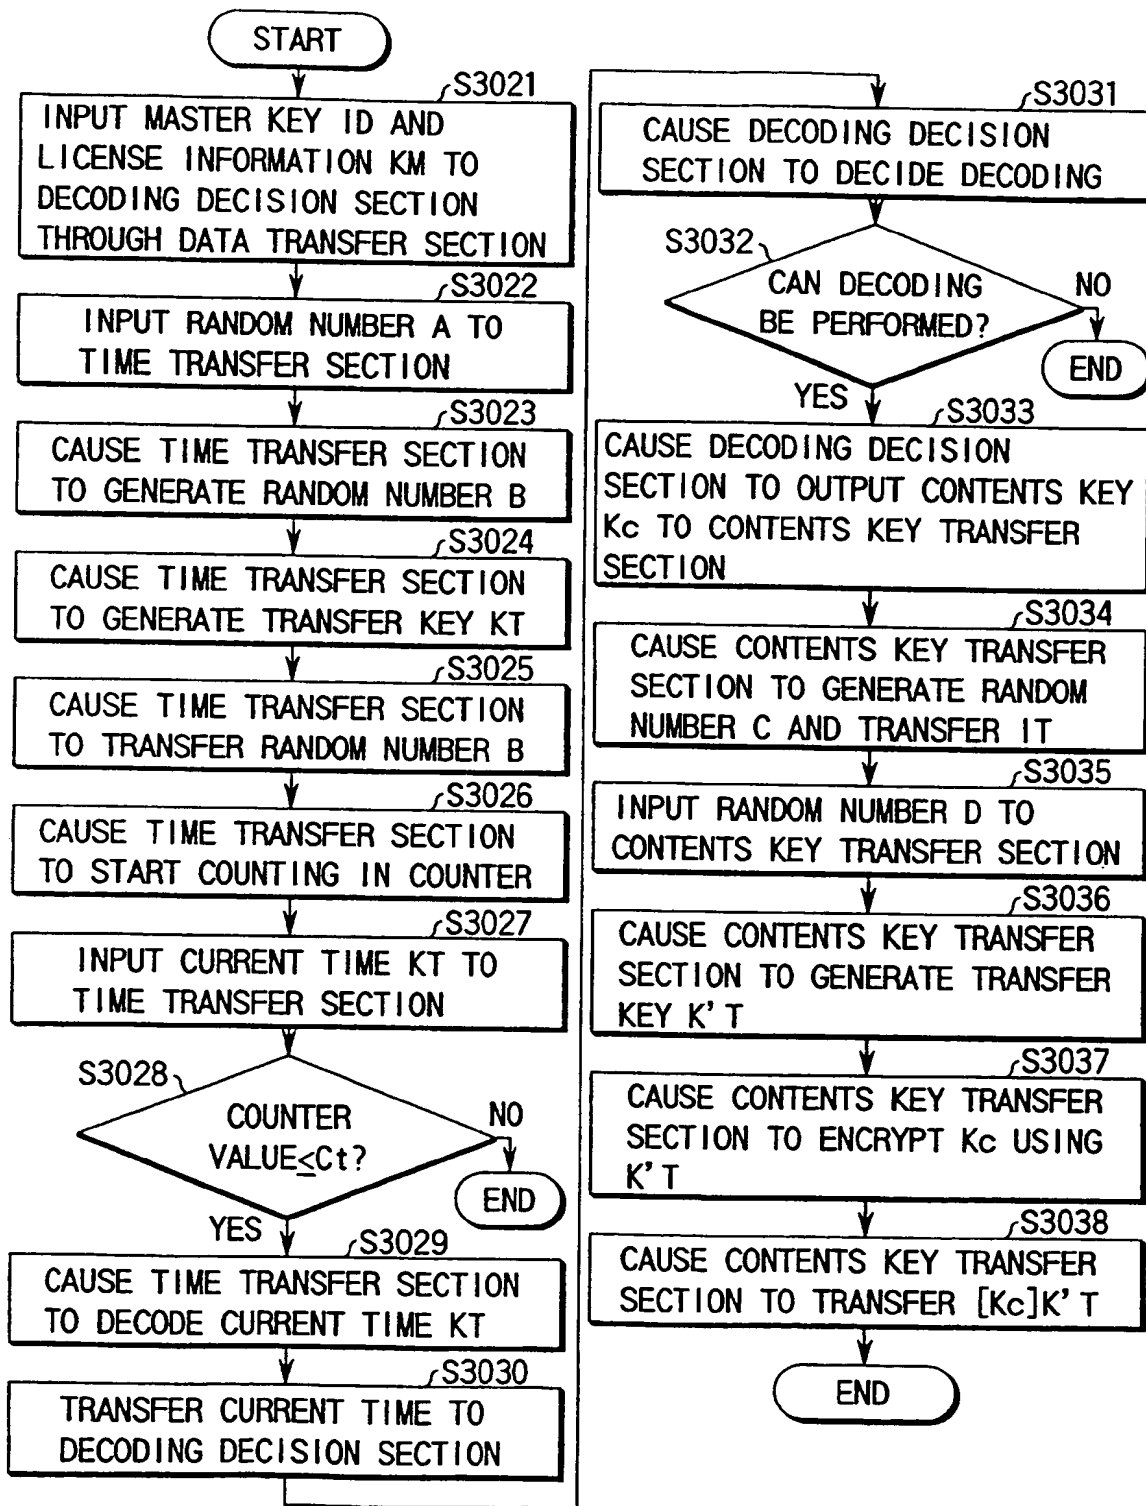 START
S3021
INPUT MASTER KEY ID AND
LICENSE INFORMATION KM TO
DECODING DECISION SECTION
THROUGH DATA TRANSFER SECTION
S3022
INPUT RANDOM NUMBER A TO
TIME TRANSFER SECTION
S3023
CAUSE TIME TRANSFER SECTION
TO GENERATE RANDOM NUMBER B
S3024
CAUSE TIME TRANSFER SECTION
TO GENERATE TRANSFER KEY KT
S3025
CAUSE TIME TRANSFER SECTION
TO TRANSFER RANDOM NUMBER B
S3026
CAUSE TIME TRANSFER SECTION
TO START COUNTING IN COUNTER
S3027
INPUT CURRENT TIME KT TO
TIME TRANSFER SECTION
S3028
COUNTER
VALUE≤Ct?
NO
END
YES
S3029
CAUSE TIME TRANSFER SECTION
TO DECODE CURRENT TIME KT
S3030
TRANSFER CURRENT TIME TO
DECODING DECISION SECTION
S3031
CAUSE DECODING DECISION
SECTION TO DECIDE DECODING
S3032
CAN DECODING
BE PERFORMED?
NO
END
YES
S3033
CAUSE DECODING DECISION
SECTION TO OUTPUT CONTENTS KEY
Kc TO CONTENTS KEY TRANSFER
SECTION
S3034
CAUSE CONTENTS KEY TRANSFER
SECTION TO GENERATE RANDOM
NUMBER C AND TRANSFER IT
S3035
INPUT RANDOM NUMBER D TO
CONTENTS KEY TRANSFER SECTION
S3036
CAUSE CONTENTS KEY TRANSFER
SECTION TO GENERATE TRANSFER
KEY K'T
S3037
CAUSE CONTENTS KEY TRANSFER
SECTION TO ENCRYPT Kc USING
K'T
S3038
CAUSE CONTENTS KEY TRANSFER
SECTION TO TRANSFER [Kc]K'T
END